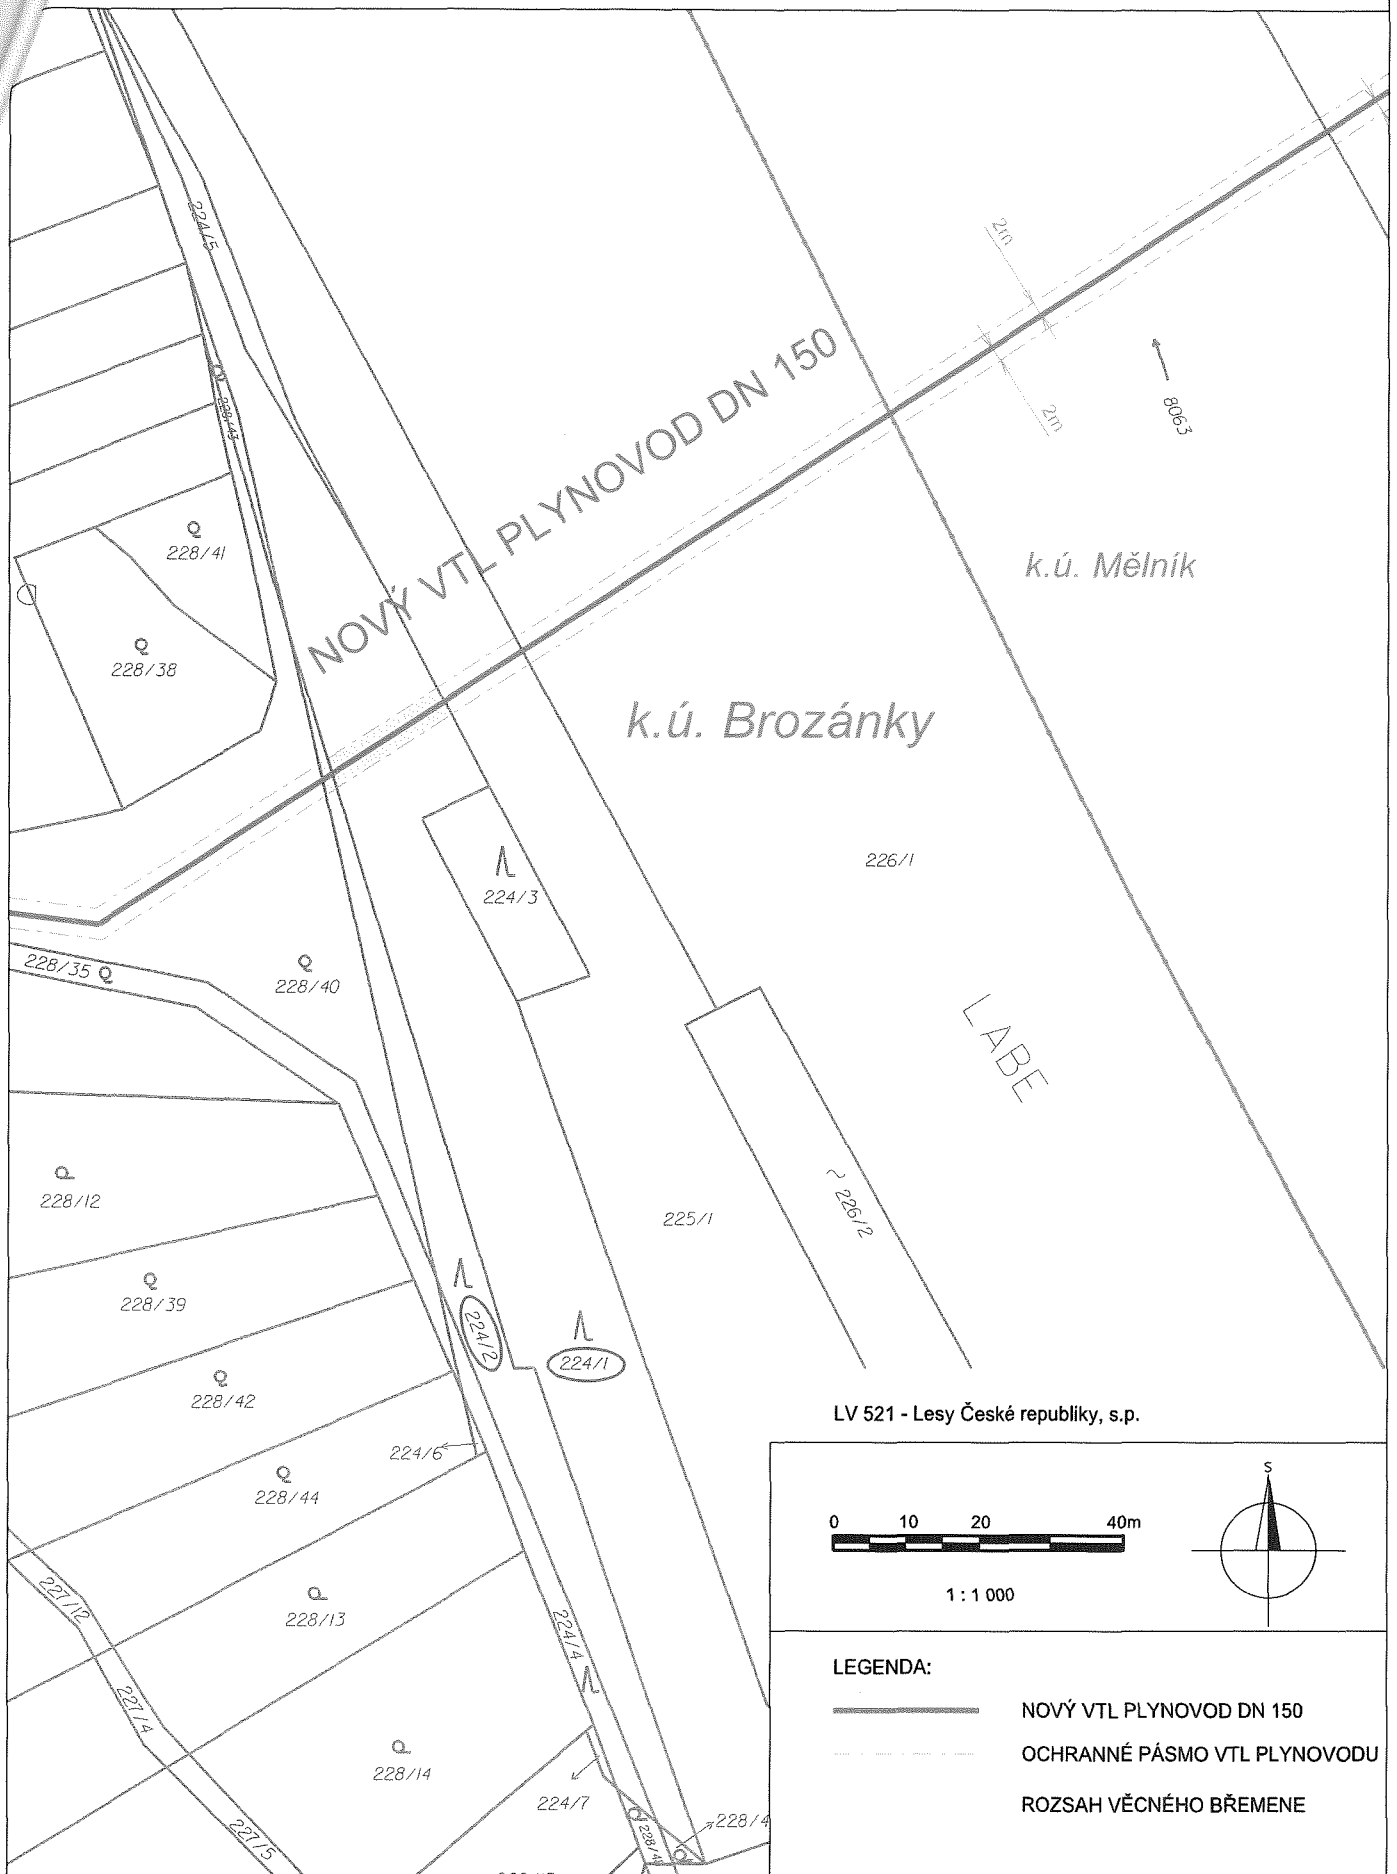 224/5
2m
NOVÝ VTL PLYNOVOD DN 150
8063
2m
228/43
228/41
k.ú. Mělník
228/38
k.ú. Brozánky
226/1
224/3
228/35
228/40
LABE
228/12
225/1
226/2
228/39
224/2
224/1
228/42
LV 521 - Lesy České republiky, s.p.
224/6
228/44
S
0 10 20 40m
1 : 1 000
227/12
228/13
224/4
LEGENDA:
227/4
NOVÝ VTL PLYNOVOD DN 150
OCHRANNÉ PÁSMO VTL PLYNOVODU
228/14
224/7
ROZSAH VĚCNÉHO BŘEMENE
228/4
227/5